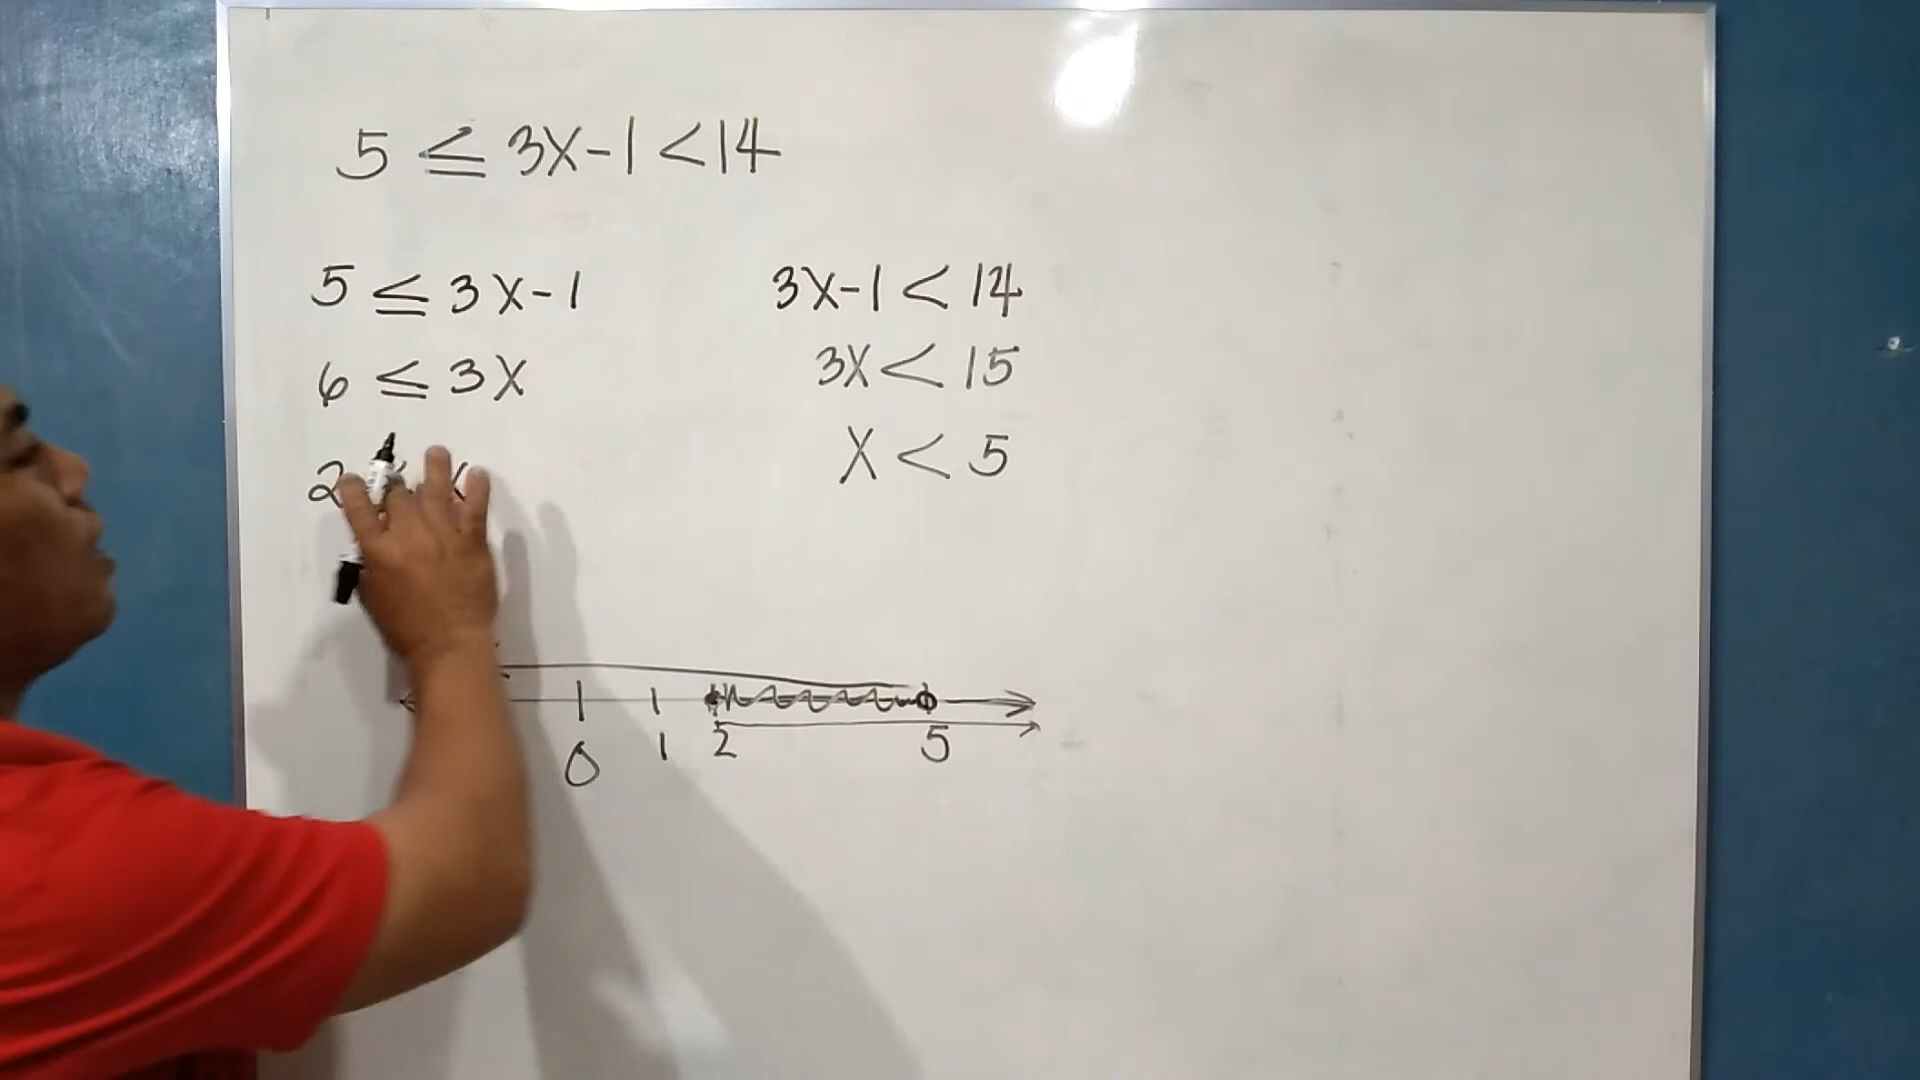 5 ≤ 3X-1 < 14
5 ≤ 3X-1
3X-1 < 14
6 ≤ 3X
3X < 15
2 X
X < 5
0 1 2 5